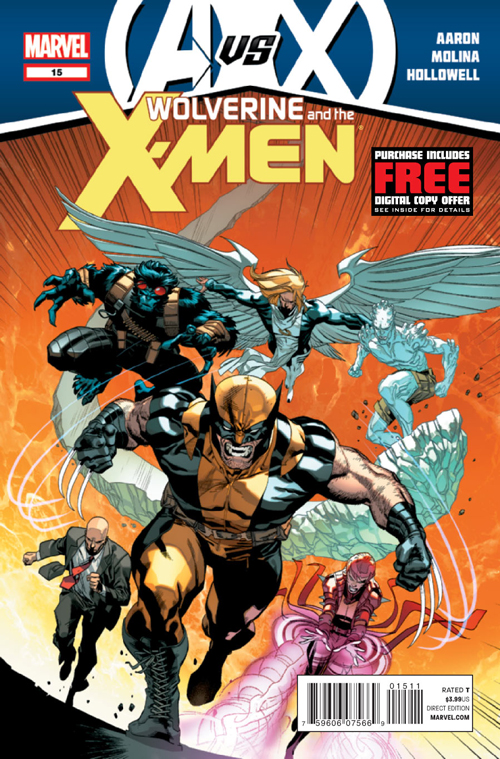 MARVEL
15
A VS X
AARON
MOLINA
HOLLOWELL
WOLVERINE and the
X-MEN
PURCHASE INCLUDES
FREE
DIGITAL COPY OFFER
SEE INSIDE FOR DETAILS
01511
7 59606 07566 9
RATED T
$3.99US
DIRECT EDITION
MARVEL.COM